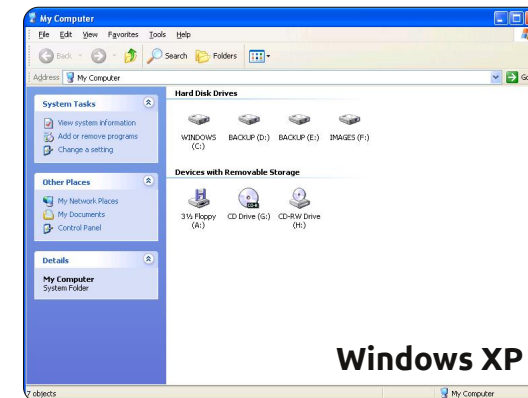 My Computer
File Edit View Favorites Tools Help
Back Search Folders
Address My Computer Go
System Tasks
View system information
Add or remove programs
Change a setting
Other Places
My Network Places
My Documents
Control Panel
Details
My Computer
System Folder
Hard Disk Drives
WINDOWS (C:) BACKUP (D:) BACKUP (E:) IMAGES (F:)
Devices with Removable Storage
3½ Floppy (A:) CD Drive (G:) CD-RW Drive (H:)
Windows XP
7 objects My Computer